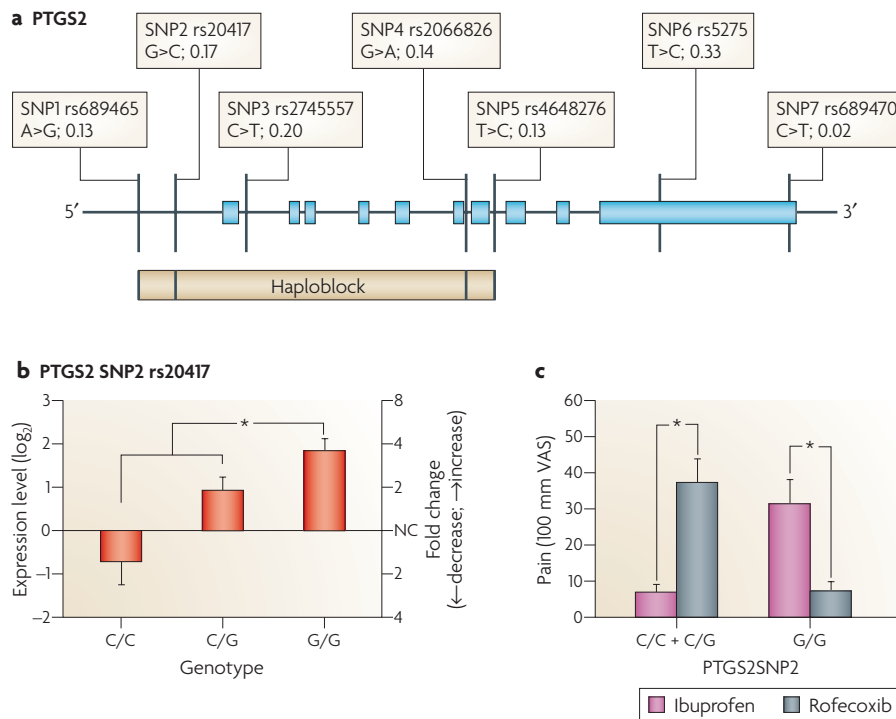 a PTGS2
SNP2 rs20417
G>C; 0.17
SNP4 rs2066826
G>A; 0.14
SNP6 rs5275
T>C; 0.33
SNP1 rs689465
A>G; 0.13
SNP3 rs2745557
C>T; 0.20
SNP5 rs4648276
T>C; 0.13
SNP7 rs689470
C>T; 0.02
5′
3′
Haploblock
b PTGS2 SNP2 rs20417
Expression level (log₂)
3
2
1
0
–1
–2
*
8
4
2
NC
2
4
Fold change
(←decrease; →increase)
C/C C/G G/G
Genotype
c
Pain (100 mm VAS)
60
50
40
30
20
10
0
* *
C/C + C/G G/G
PTGS2SNP2
Ibuprofen Rofecoxib